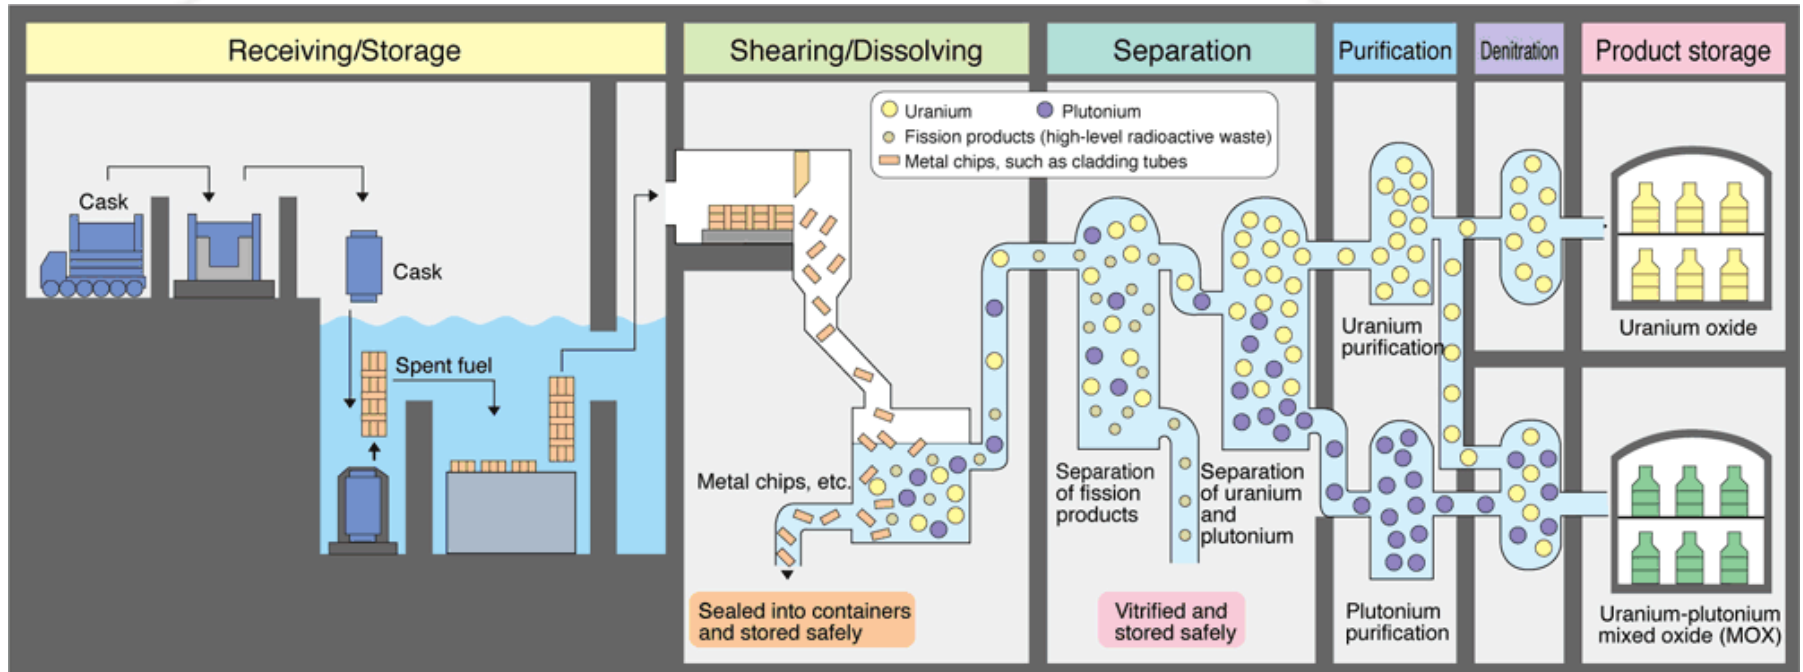 Receiving/Storage
Shearing/Dissolving
Separation
Purification
Denitration
Product storage
Uranium
Plutonium
Fission products (high-level radioactive waste)
Metal chips, such as cladding tubes
Cask
Cask
Spent fuel
Metal chips, etc.
Sealed into containers
and stored safely
Separation
of fission
products
Separation
of uranium
and
plutonium
Vitrified and
stored safely
Uranium
purification
Plutonium
purification
Uranium oxide
Uranium-plutonium
mixed oxide (MOX)